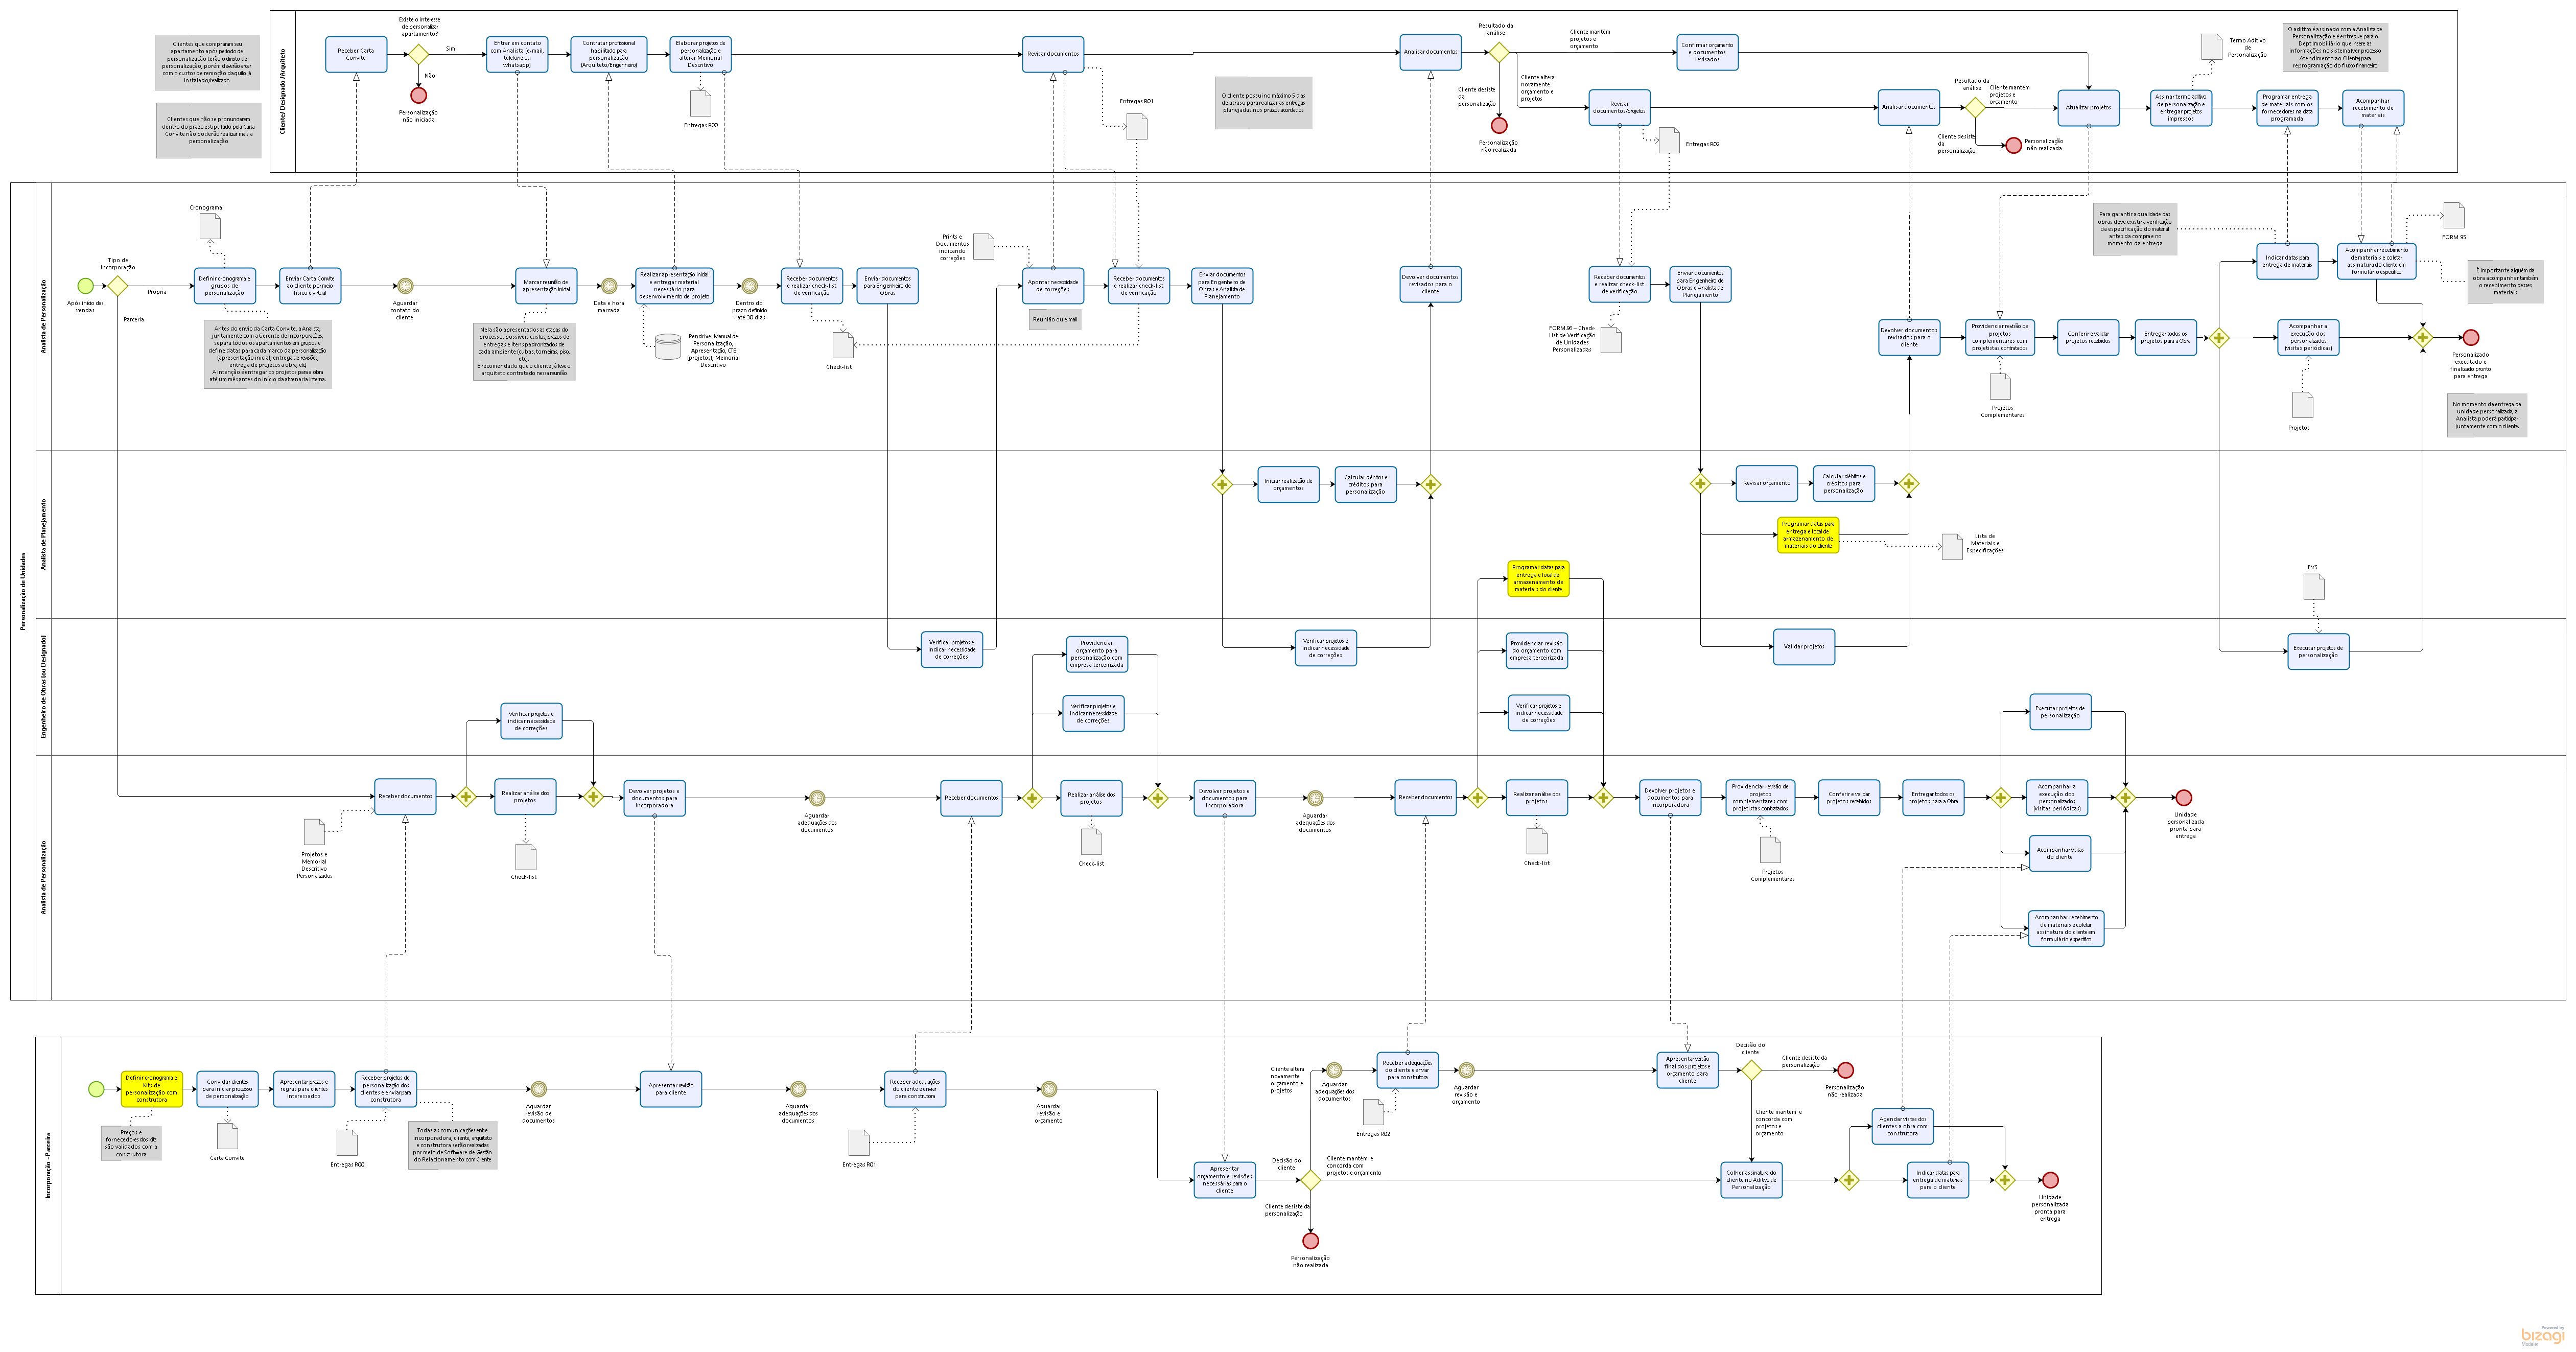 Cliente/ Designado /Arquiteto
Clientes que compraram seu
apartamento após período de
personalização terão o direito de
personalização, porém deverão arcar
com o custos de remoção daquilo já
instalado/realizado
Clientes que não se pronunciarem
dentro do prazo estipulado pela Carta
Convite não poderão realizar mais a
personalização
Receber Carta
Convite
Existe o interesse
de personalizar
apartamento?
Sim
Não
Personalização
não iniciada
Entrar em contato
com Analista (e-mail,
telefone ou
whatsapp)
Contratar profissional
habilitado para
personalização
(Arquiteto/Engenheiro)
Elaborar projetos de
personalização e
alterar Memorial
Descritivo
Entregas R00
Revisar documentos
Entregas R01
O cliente possui no máximo 5 dias
de atraso para realizar as entregas
planejadas nos prazos acordados
Analisar documentos
Resultado da
análise
Cliente mantém
projetos e
orçamento
Cliente desiste
da
personalização
Personalização
não realizada
Cliente altera
novamente
orçamento e
projetos
Confirmar orçamento
e documentos
revisados
Revisar
documentos/projetos
Entregas R02
Analisar documentos
Resultado da
análise
Cliente mantém
projetos e
orçamento
Cliente desiste
da
personalização
Personalização
não realizada
Atualizar projetos
Assinar termo aditivo
de personalização e
entregar projetos
impressos
Termo Aditivo
de
Personalização
O aditivo é assinado com a Analista de
Personalização e é entregue para o
Dept Imobiliário que insere as
informações no sistema (ver processo
Atendimento ao Cliente) para
reprogramação do fluxo financeiro
Programar entrega
de materiais com os
fornecedores na data
programada
Acompanhar
recebimento de
materiais
Personalização de Unidades
Analista de Personalização
Após início das
vendas
Tipo de
incorporação
Própria
Parceria
Cronograma
Definir cronograma e
grupos de
personalização
Antes do envio da Carta Convite, a Analista,
juntamente com a Gerente de Incorporações,
separa todos os apartamentos em grupos e
define datas para cada marco da personalização
(apresentação inicial, entrega de revisões,
entrega de projetos a obra, etc)
A intenção é entregar os projetos para a obra
até um mês antes do início da alvenaria interna.
Enviar Carta Convite
ao cliente por meio
físico e virtual
Aguardar
contato do
cliente
Marcar reunião de
apresentação inicial
Nela são apresentados as etapas do
processo, possíveis custos, prazos de
entregas e itens padronizados de
cada ambiente (cubas, torneiras, piso,
etc).
É recomendado que o cliente já leve o
arquiteto contratado nessa reunião
Data e hora
marcada
Realizar apresentação inicial
e entregar material
necessário para
desenvolvimento de projeto
Pendrive: Manual de
Personalização,
Apresentação, CTB
(projetos), Memorial
Descritivo
Dentro do
prazo definido
- até 30 dias
Receber documentos
e realizar check-list
de verificação
Check-list
Enviar documentos
para Engenheiro de
Obras
Prints e
Documentos
indicando
correções
Apontar necessidade
de correções
Reunião ou e-mail
Receber documentos
e realizar check-list
de verificação
Enviar documentos
para Engenheiro de
Obras e Analista de
Planejamento
Devolver documentos
revisados para o
cliente
Receber documentos
e realizar check-list
de verificação
FORM.96 – Check-
List de Verificação
de Unidades
Personalizadas
Enviar documentos
para Engenheiro de
Obras e Analista de
Planejamento
Devolver documentos
revisados para o
cliente
Providenciar revisão de
projetos
complementares com
projetistas contratados
Projetos
Complementares
Conferir e validar
projetos recebidos
Entregar todos os
projetos para a Obra
Para garantir a qualidade das
obras deve existir a verificação
da especificação do material
antes da compra e no
momento da entrega
Indicar datas para
entrega de materiais
Acompanhar recebimento
de materiais e coletar
assinatura do cliente em
formulário específico
FORM 95
É importante alguém da
obra acompanhar também
o recebimento desses
materiais
Acompanhar a
execução dos
personalizados
(visitas periódicas)
Projetos
Personalizado
executado e
finalizado pronto
para entrega
No momento da entrega da
unidade personalizada, a
Analista poderá participar
juntamente com o cliente.
Analista de Planejamento
Iniciar realização de
orçamentos
Calcular débitos e
créditos para
personalização
Revisar orçamento
Calcular débitos e
créditos para
personalização
Programar datas para
entrega e local de
armazenamento de
materiais do cliente
Lista de
Materiais e
Especificações
Programar datas para
entrega e local de
armazenamento de
materiais do cliente
FVS
Engenheiro de Obras (ou Designado)
Verificar projetos e
indicar necessidade
de correções
Providenciar
orçamento para
personalização com
empresa terceirizada
Verificar projetos e
indicar necessidade
de correções
Providenciar revisão
do orçamento com
empresa terceirizada
Validar projetos
Executar projetos de
personalização
Verificar projetos e
indicar necessidade
de correções
Verificar projetos e
indicar necessidade
de correções
Verificar projetos e
indicar necessidade
de correções
Executar projetos de
personalização
Analista de Personalização
Receber documentos
Projetos e
Memorial
Descritivo
Personalizados
Realizar análise dos
projetos
Check-list
Devolver projetos e
documentos para
incorporadora
Aguardar
adequações dos
documentos
Receber documentos
Realizar análise dos
projetos
Check-list
Devolver projetos e
documentos para
incorporadora
Aguardar
adequações dos
documentos
Receber documentos
Realizar análise dos
projetos
Check-list
Devolver projetos e
documentos para
incorporadora
Providenciar revisão de
projetos
complementares com
projetistas contratados
Projetos
Complementares
Conferir e validar
projetos recebidos
Entregar todos os
projetos para a Obra
Acompanhar a
execução dos
personalizados
(visitas periódicas)
Unidade
personalizada
pronta para
entrega
Acompanhar visitas
do cliente
Acompanhar recebimento
de materiais e coletar
assinatura do cliente em
formulário específico
Incorporação - Parceira
Definir cronograma e
Kits de
personalização com
construtora
Preços e
fornecedores dos kits
são validados com a
construtora
Convidar clientes
para iniciar processo
de personalização
Carta Convite
Apresentar prazos e
regras para clientes
interessados
Receber projetos de
personalização dos
clientes e enviar para
construtora
Entregas R00
Todas as comunicações entre
incorporadora, cliente, arquiteto
e construtora serão realizadas
por meio de Software de Gestão
do Relacionamento com Cliente
Aguardar
revisão de
documentos
Apresentar revisão
para cliente
Aguardar
adequações dos
documentos
Receber adequações
do cliente e enviar
para construtora
Entregas R01
Aguardar
revisão e
orçamento
Apresentar
orçamento e revisões
necessárias para o
cliente
Decisão do
cliente
Cliente altera
novamente
orçamento e
projetos
Cliente mantém e
concorda com
projetos e orçamento
Cliente desiste da
personalização
Personalização
não realizada
Aguardar
adequações dos
documentos
Receber adequações
do cliente e enviar
para construtora
Entregas R02
Aguardar
revisão e
orçamento
Apresentar versão
final dos projetos e
orçamento para
cliente
Decisão do
cliente
Cliente desiste da
personalização
Personalização
não realizada
Cliente mantém e
concorda com
projetos e
orçamento
Colher assinatura do
cliente no Aditivo de
Personalização
Agendar visitas dos
clientes a obra com
construtora
Indicar datas para
entrega de materiais
para o cliente
Unidade
personalizada
pronta para
entrega
Powered by
bizagi
Modeler